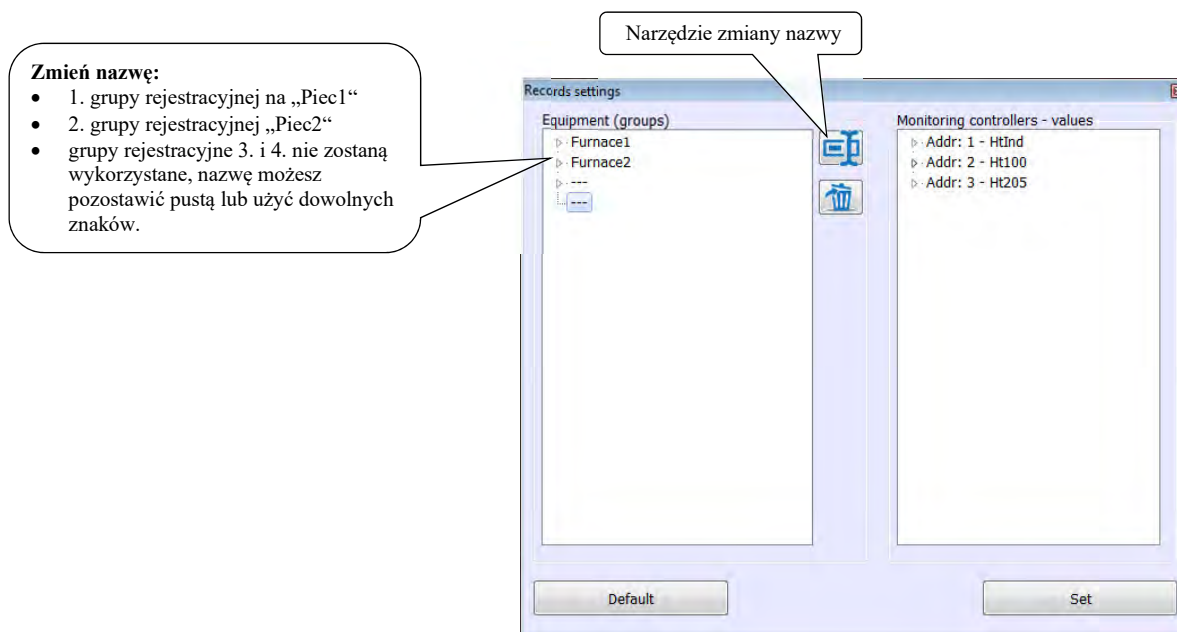 Narzędzie zmiany nazwy
Zmień nazwę:
• 1. grupy rejestracyjnej na „Piec1“
• 2. grupy rejestracyjnej „Piec2“
• grupy rejestracyjne 3. i 4. nie zostaną
wykorzystane, nazwę możesz
pozostawić pustą lub użyć dowolnych
znaków.
Records settings
Equipment (groups)
Furnace1
Furnace2
---
---
Monitoring controllers - values
Addr: 1 - HtInd
Addr: 2 - Ht100
Addr: 3 - Ht205
Default
Set